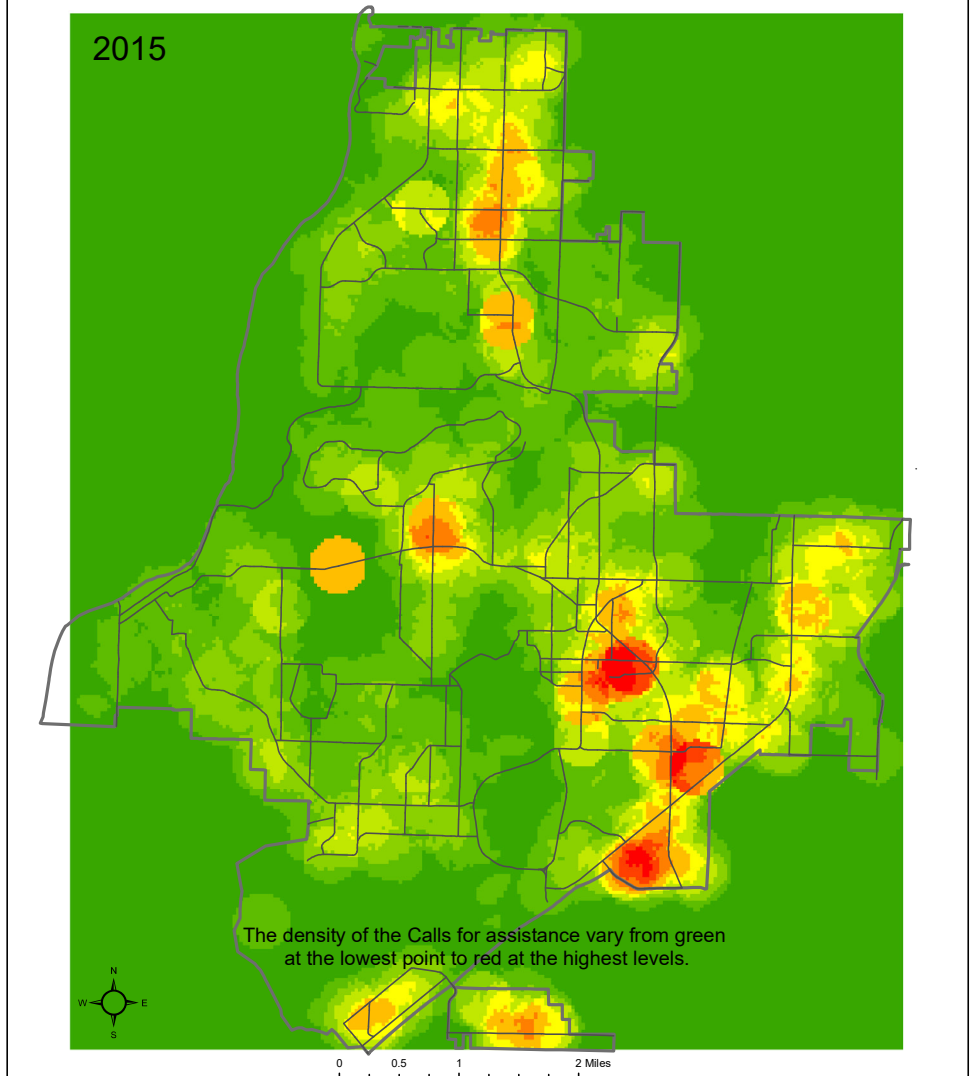 2015
The density of the Calls for assistance vary from green
at the lowest point to red at the highest levels.
N
W E
S
0 0.5 1 2 Miles